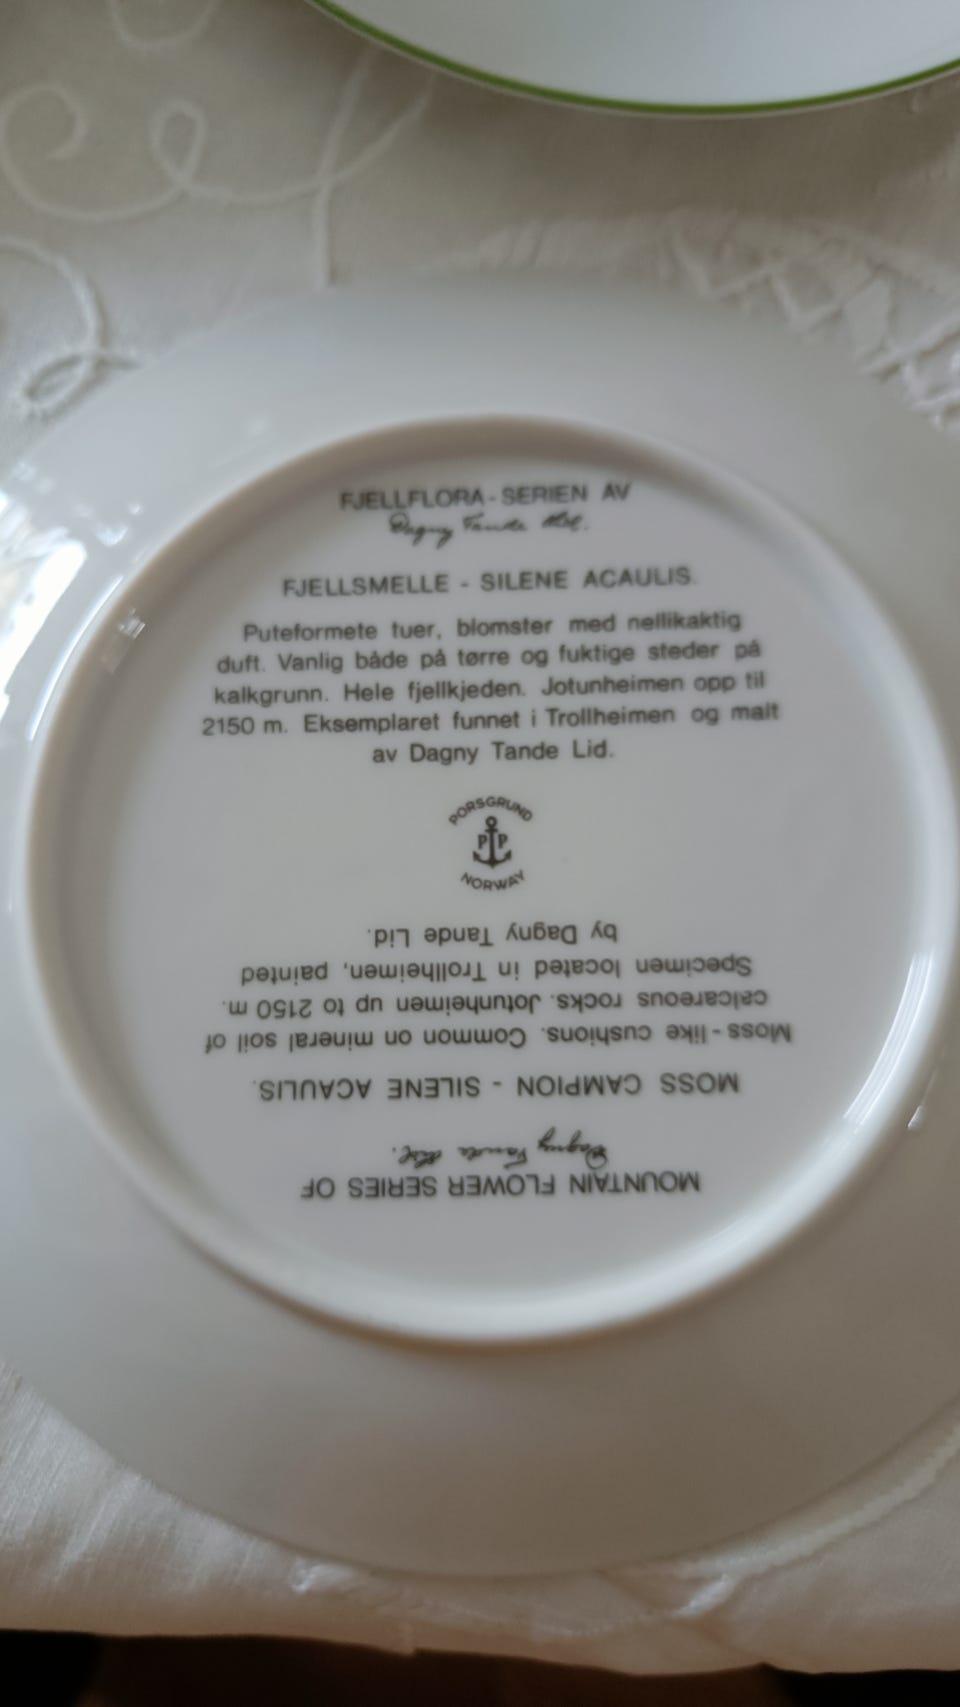 FJELLFLORA-SERIEN AV
Dagny Tande Lid.
FJELLSMELLE - SILENE ACAULIS.
Puteformete tuer, blomster med nellikaktig
duft. Vanlig både på tørre og fuktige steder på
kalkgrunn. Hele fjellkjeden. Jotunheimen opp til
2150 m. Eksemplaret funnet i Trollheimen og malt
av Dagny Tande Lid.
PORSGRUND
PP
NORWAY
MOUNTAIN FLOWER SERIES OF
Dagny Tande Lid.
MOSS CAMPION - SILENE ACAULIS.
Moss-like cushions. Common on mineral soil of
calcareous rocks. Jotunheimen up to 2150 m.
Specimen located in Trollheimen, painted
by Dagny Tande Lid.